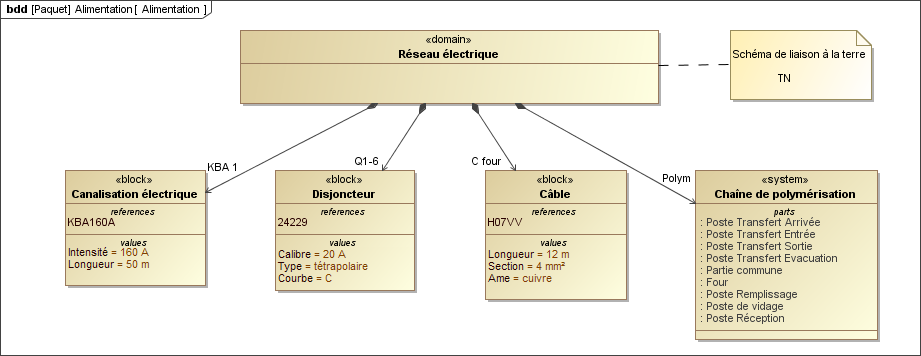 bdd [Paquet] Alimentation [ Alimentation ]
«domain»
Réseau électrique
Schéma de liaison à la terre
TN
KBA 1
Q1-6
C four
Polym
«block»
Canalisation électrique
references
KBA160A
values
Intensité = 160 A
Longueur = 50 m
«block»
Disjoncteur
references
24229
values
Calibre = 20 A
Type = tétrapolaire
Courbe = C
«block»
Câble
references
H07VV
values
Longueur = 12 m
Section = 4 mm²
Ame = cuivre
«system»
Chaîne de polymérisation
parts
: Poste Transfert Arrivée
: Poste Transfert Entrée
: Poste Transfert Sortie
: Poste Transfert Evacuation
: Partie commune
: Four
: Poste Remplissage
: Poste de vidage
: Poste Réception